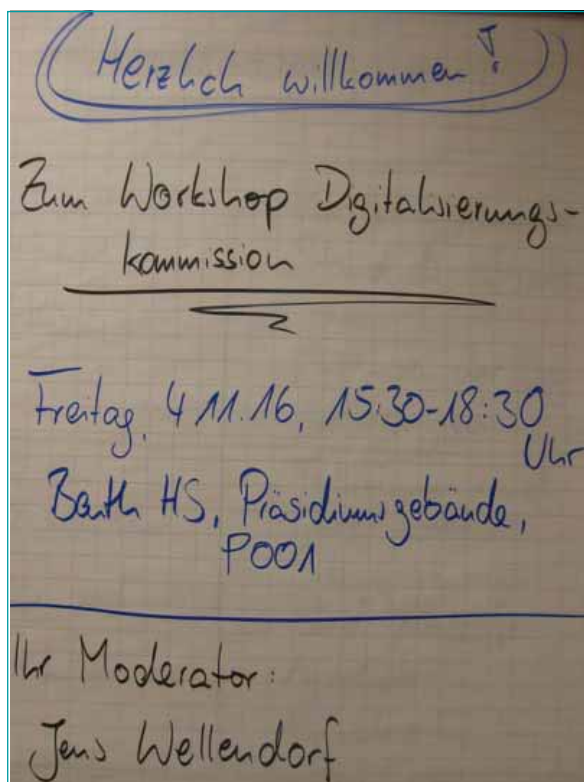 Herzlich willkommen!
Zum Workshop Digitalisierungs-
kommission
Freitag, 4.11.16, 15:30-18:30
Uhr
Beuth HS, Präsidiumsgebäude,
P001
Ihr Moderator:
Jens Wellendorf